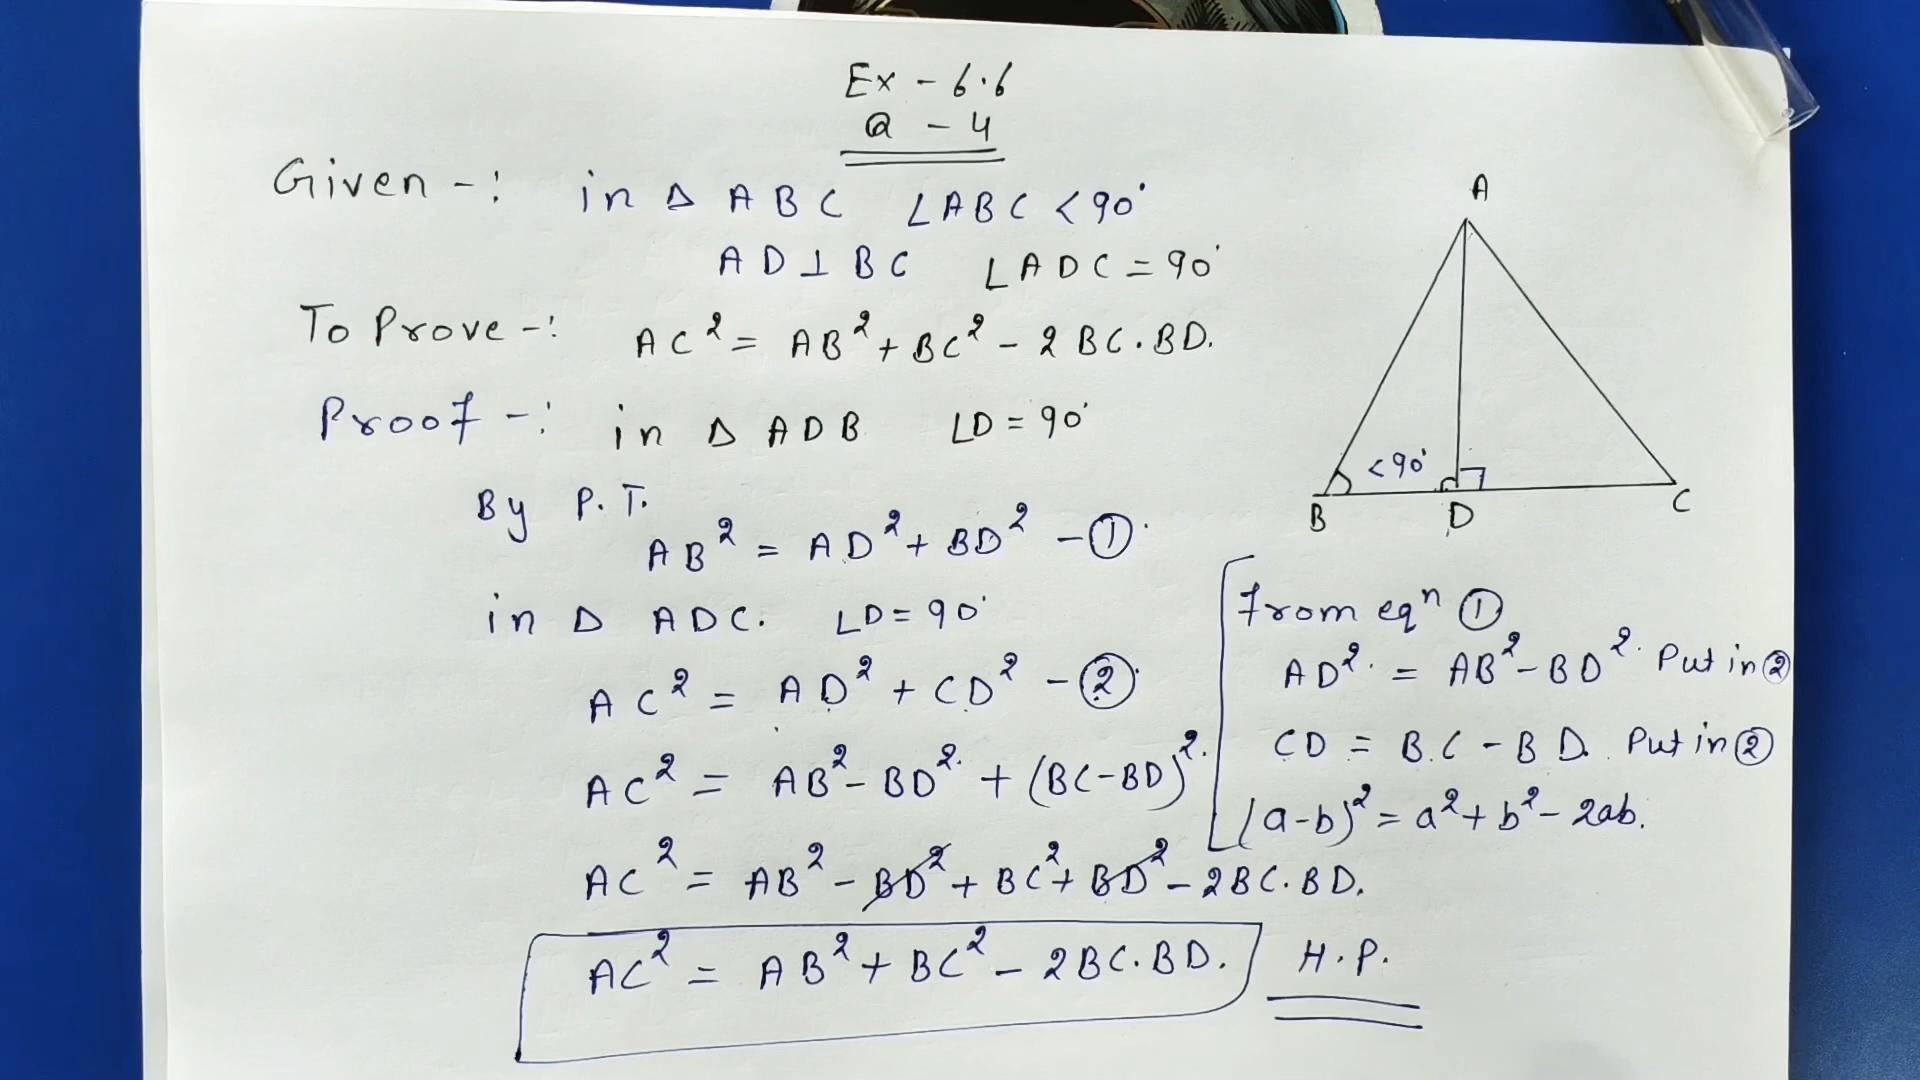 Ex - 6.6
Q - 4
Given -: in Δ ABC ∠ABC < 90°
AD ⊥ BC ∠ADC = 90°
To Prove -: AC² = AB² + BC² - 2 BC.BD.
Proof -: in Δ ADB ∠D = 90°
By P.T.
AB² = AD² + BD² - ①
in Δ ADC. ∠D = 90°
AC² = AD² + CD² - ②
AC² = AB² - BD² + (BC-BD)²
AC² = AB² - BD² + BC² + BD² - 2BC.BD.
AC² = AB² + BC² - 2BC.BD. H.P.
A
<90°
B D C
From eqⁿ ①
AD² = AB² - BD². Put in ②
CD = BC - BD. Put in ②
(a-b)² = a² + b² - 2ab.